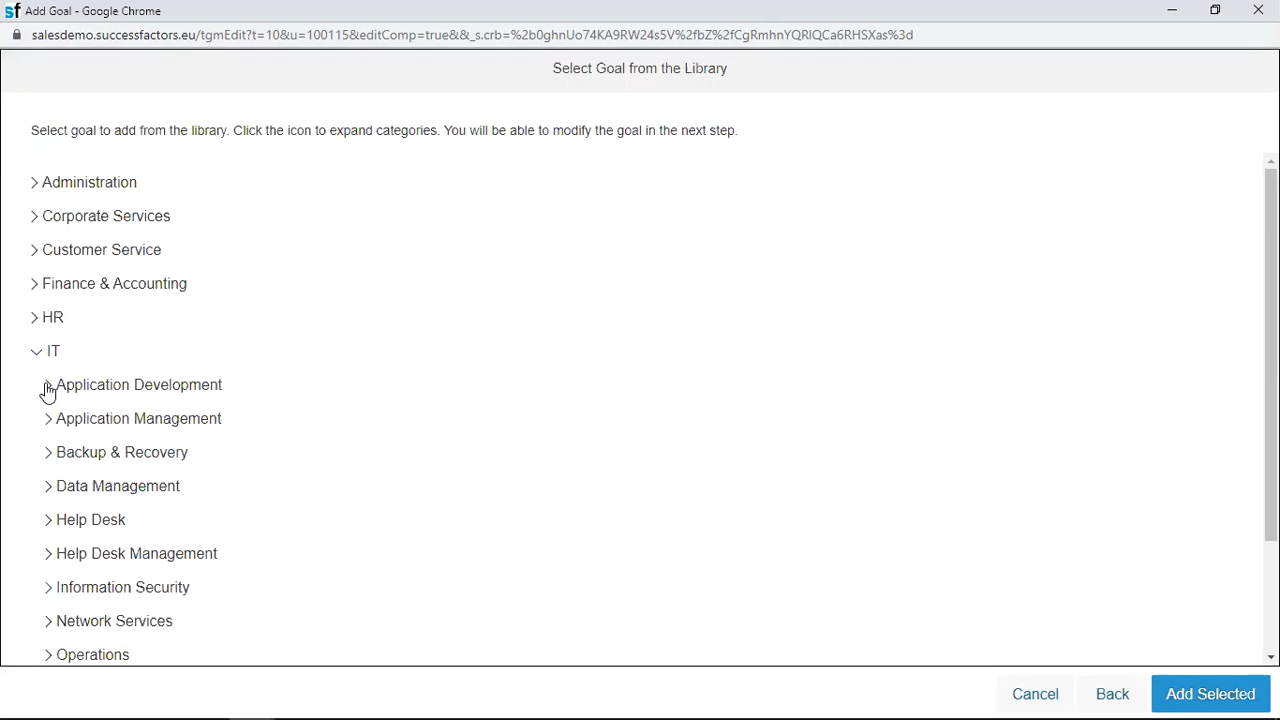 sf Add Goal - Google Chrome
salesdemo.successfactors.eu/tgmEdit?t=10&u=100115&editComp=true&&_s.crb=%2b0ghnUo74KA9RW24s5V%2fbZ%2fCgRmhnYQRlQCa6RHSXas%3d
Select Goal from the Library
Select goal to add from the library. Click the icon to expand categories. You will be able to modify the goal in the next step.
Administration
Corporate Services
Customer Service
Finance & Accounting
HR
IT
Application Development
Application Management
Backup & Recovery
Data Management
Help Desk
Help Desk Management
Information Security
Network Services
Operations
Cancel Back Add Selected